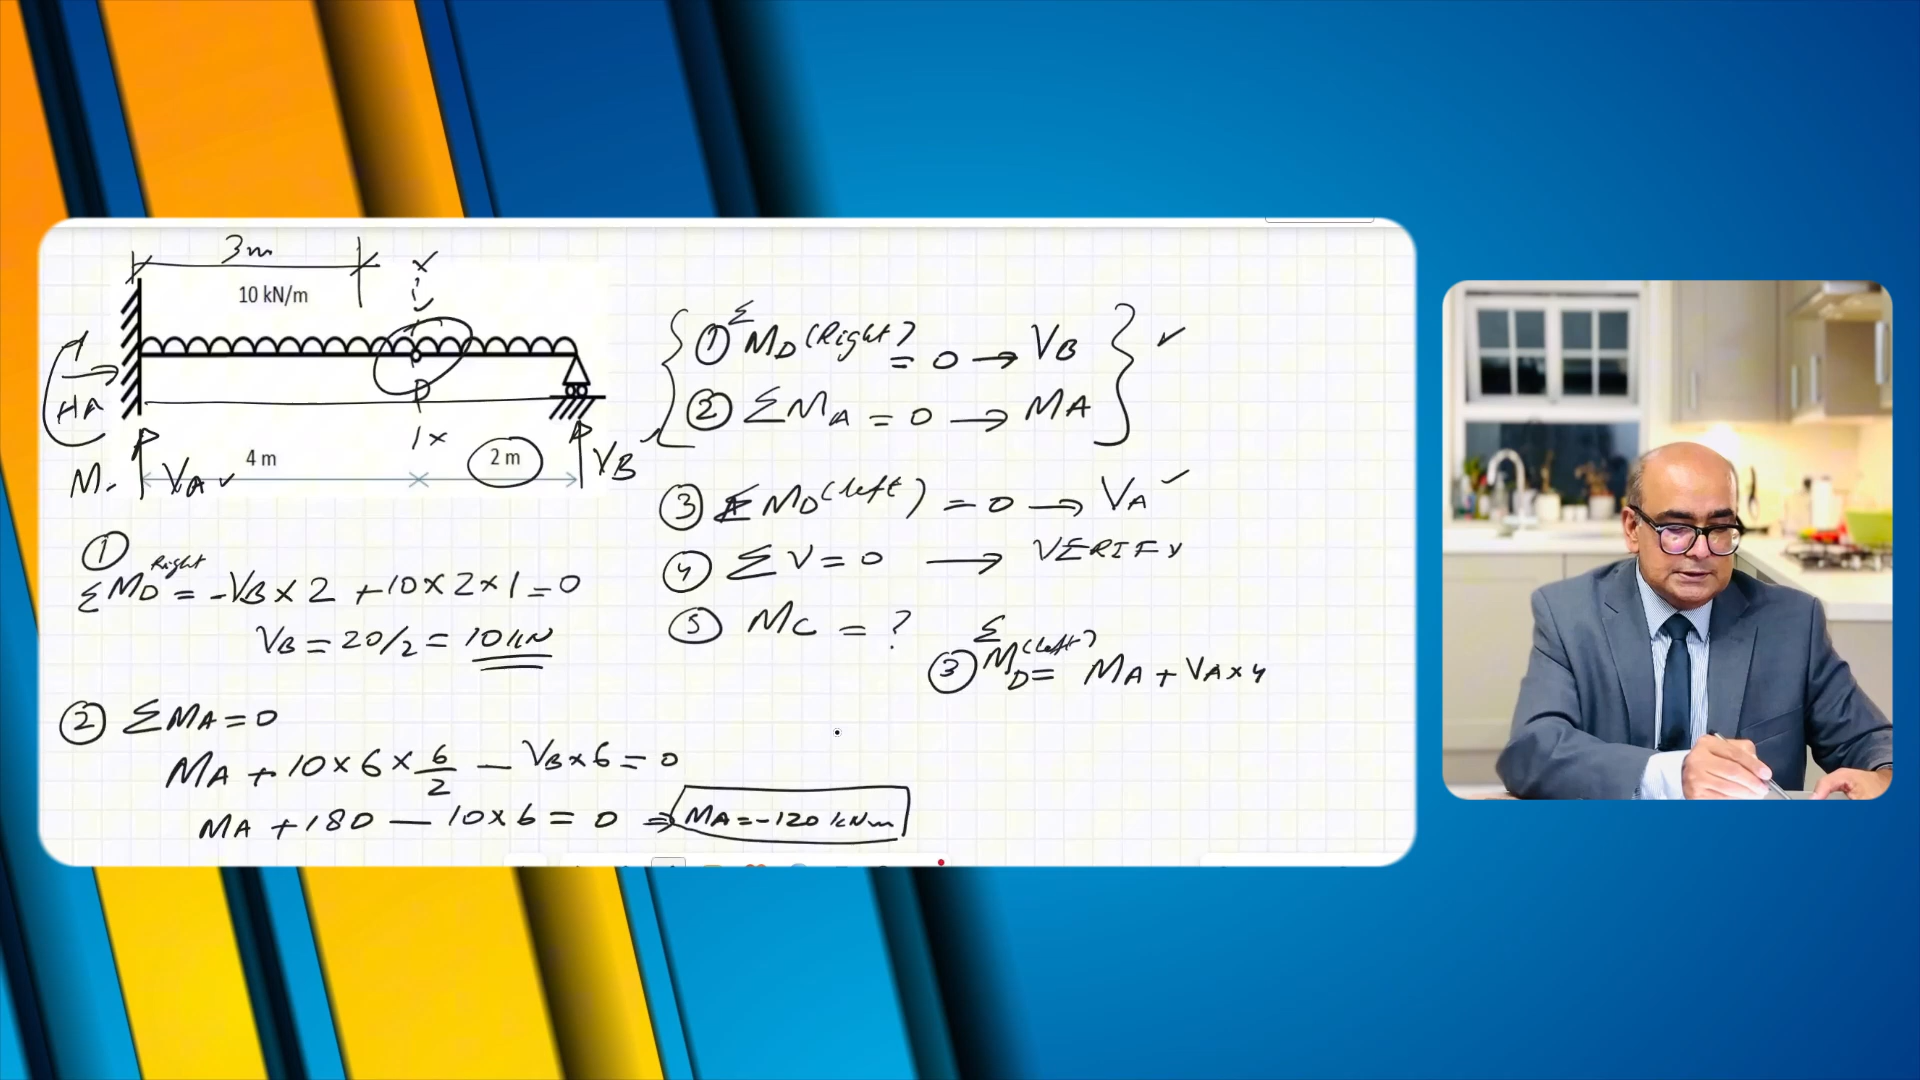 3m
x
10 kN/m
HA
D
1x
4 m
2 m
VB
M
VA ✓
① ΣMD (Right) = 0 → VB ✓
② ΣMA = 0 → MA
③ ΣMD (left) = 0 → VA ✓
④ ΣV = 0 → VERIFY
⑤ MC = ?
①
ΣMD Right = -VB x 2 + 10 x 2 x 1 = 0
VB = 20/2 = 10 kN
② ΣMA = 0
MA + 10 x 6 x 6/2 - VB x 6 = 0
MA + 180 - 10 x 6 = 0 ⇒ MA = -120 kNm
③ ΣMD (left) = MA + VA x 4